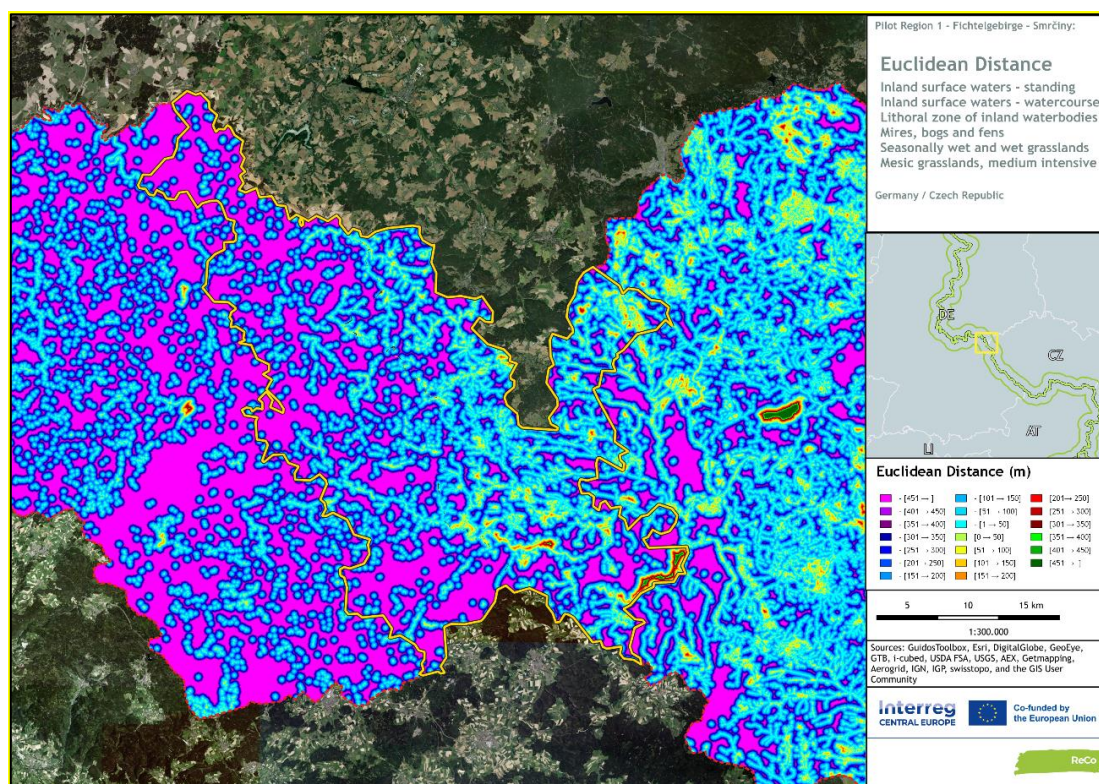 Pilot Region 1 - Fichtelgebirge - Smrčiny:
Euclidean Distance
Inland surface waters - standing
Inland surface waters - watercourse
Lithoral zone of inland waterbodies
Mires, bogs and fens
Seasonally wet and wet grasslands
Mesic grasslands, medium intensive
Germany / Czech Republic
DE
CZ
AT
LI
Euclidean Distance (m)
- [451 → ]
- [401 → 450]
- [351 → 400]
- [301 → 350]
- [251 → 300]
- [201 → 250]
- [151 → 200]
- [101 → 150]
- [51 → 100]
- [1 → 50]
[0 → 50]
[51 → 100]
[101 → 150]
[151 → 200]
[201 → 250]
[251 → 300]
[301 → 350]
[351 → 400]
[401 → 450]
[451 → ]
5 10 15 km
1:300.000
Sources: GuidosToolbox, Esri, DigitalGlobe, GeoEye,
GTB, i-cubed, USDA FSA, USGS, AEX, Getmapping,
Aerogrid, IGN, IGP, swisstopo, and the GIS User
Community
Interreg
CENTRAL EUROPE
Co-funded by
the European Union
ReCo